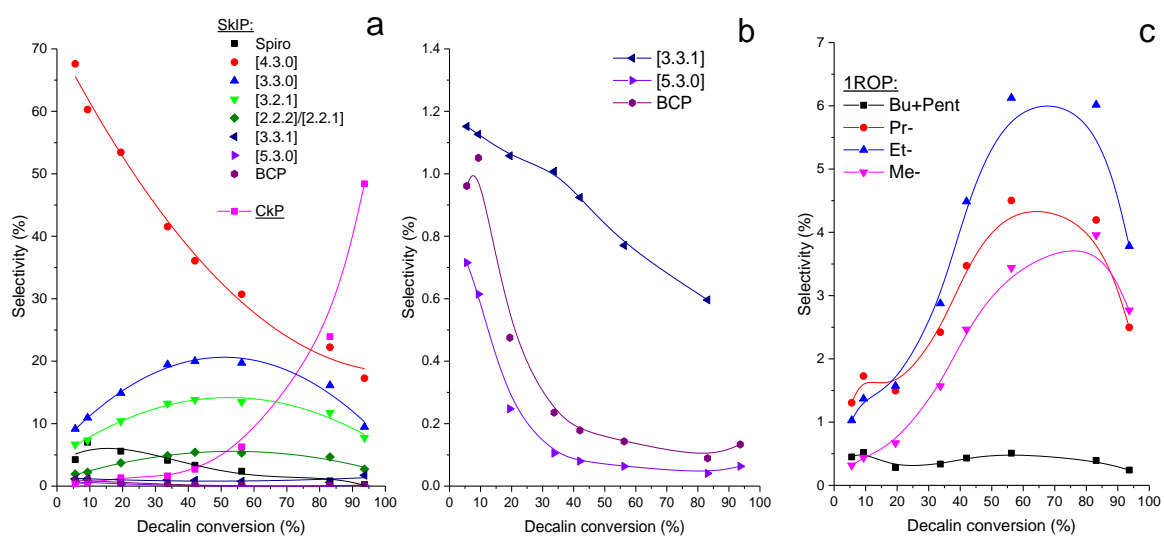 a
SkIP:
Spiro
[4.3.0]
[3.3.0]
[3.2.1]
[2.2.2]/[2.2.1]
[3.3.1]
[5.3.0]
BCP
CkP
70
60
50
40
30
20
10
0
Selectivity (%)
0 10 20 30 40 50 60 70 80 90 100
Decalin conversion (%)
b
[3.3.1]
[5.3.0]
BCP
1.4
1.2
1.0
0.8
0.6
0.4
0.2
0.0
Selectivity (%)
0 10 20 30 40 50 60 70 80 90 100
Decalin conversion (%)
c
1ROP:
Bu+Pent
Pr-
Et-
Me-
7
6
5
4
3
2
1
0
Selectivity (%)
0 10 20 30 40 50 60 70 80 90 100
Decalin conversion (%)